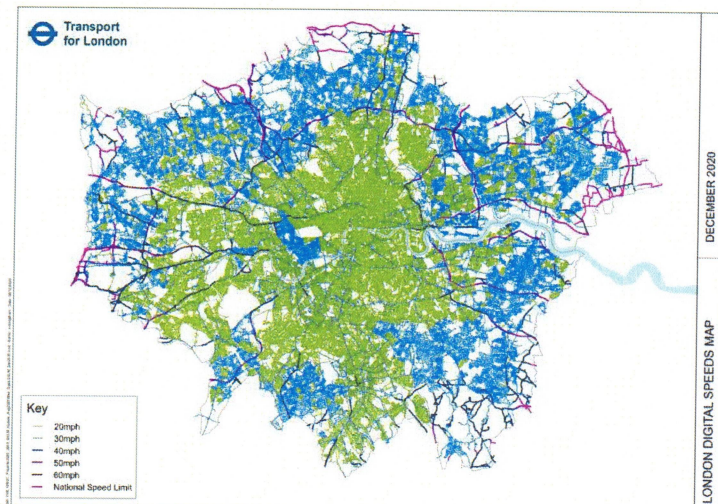 Transport
for London
Key
20mph
30mph
40mph
50mph
60mph
National Speed Limit
DECEMBER 2020
LONDON DIGITAL SPEEDS MAP